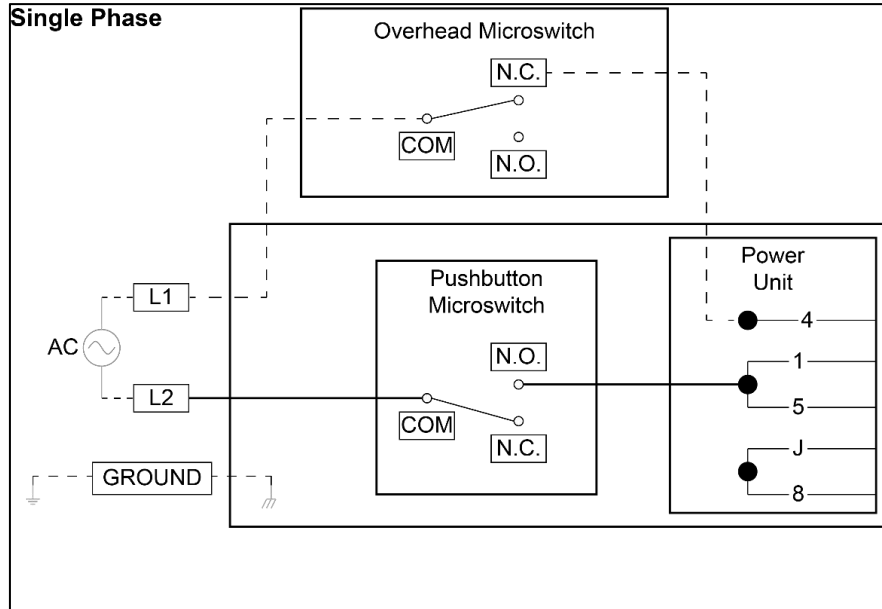 Single Phase
Overhead Microswitch
N.C.
COM
N.O.
Power
Unit
Pushbutton
Microswitch
L1
4
AC
N.O.
1
L2
COM
5
N.C.
J
GROUND
8